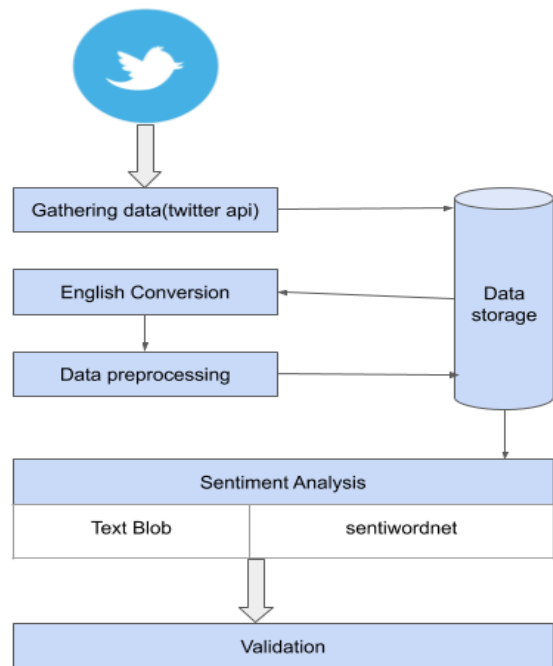 Gathering data(twitter api)
English Conversion
Data
storage
Data preprocessing
Sentiment Analysis
Text Blob
sentiwordnet
Validation